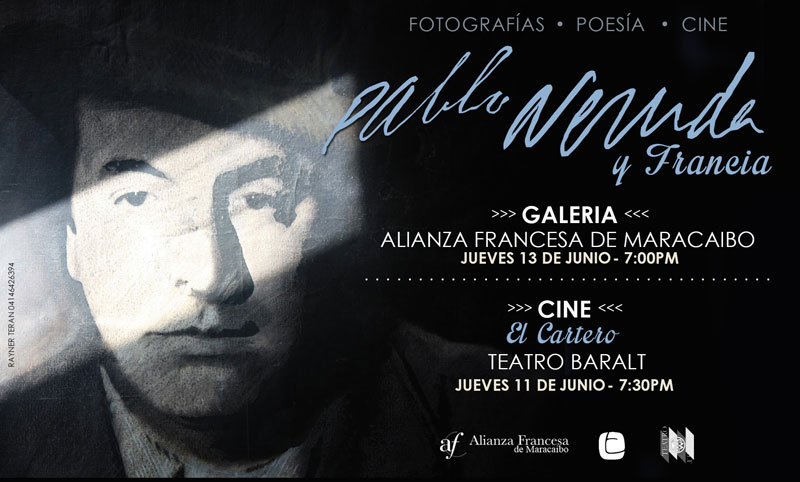 FOTOGRAFÍAS • POESÍA • CINE
Pablo Neruda
y Francia
>>> GALERIA <<<
ALIANZA FRANCESA DE MARACAIBO
JUEVES 13 DE JUNIO - 7:00PM
>>> CINE <<<
El Cartero
TEATRO BARALT
JUEVES 11 DE JUNIO - 7:30PM
af Alianza Francesa
de Maracaibo
TEATRO
RAYNER TERAN 04146426394